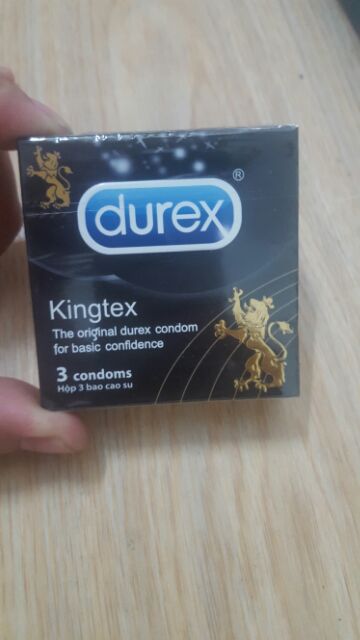 durex®
Kingtex
The original durex condom
for basic confidence
3 condoms
Hộp 3 bao cao su